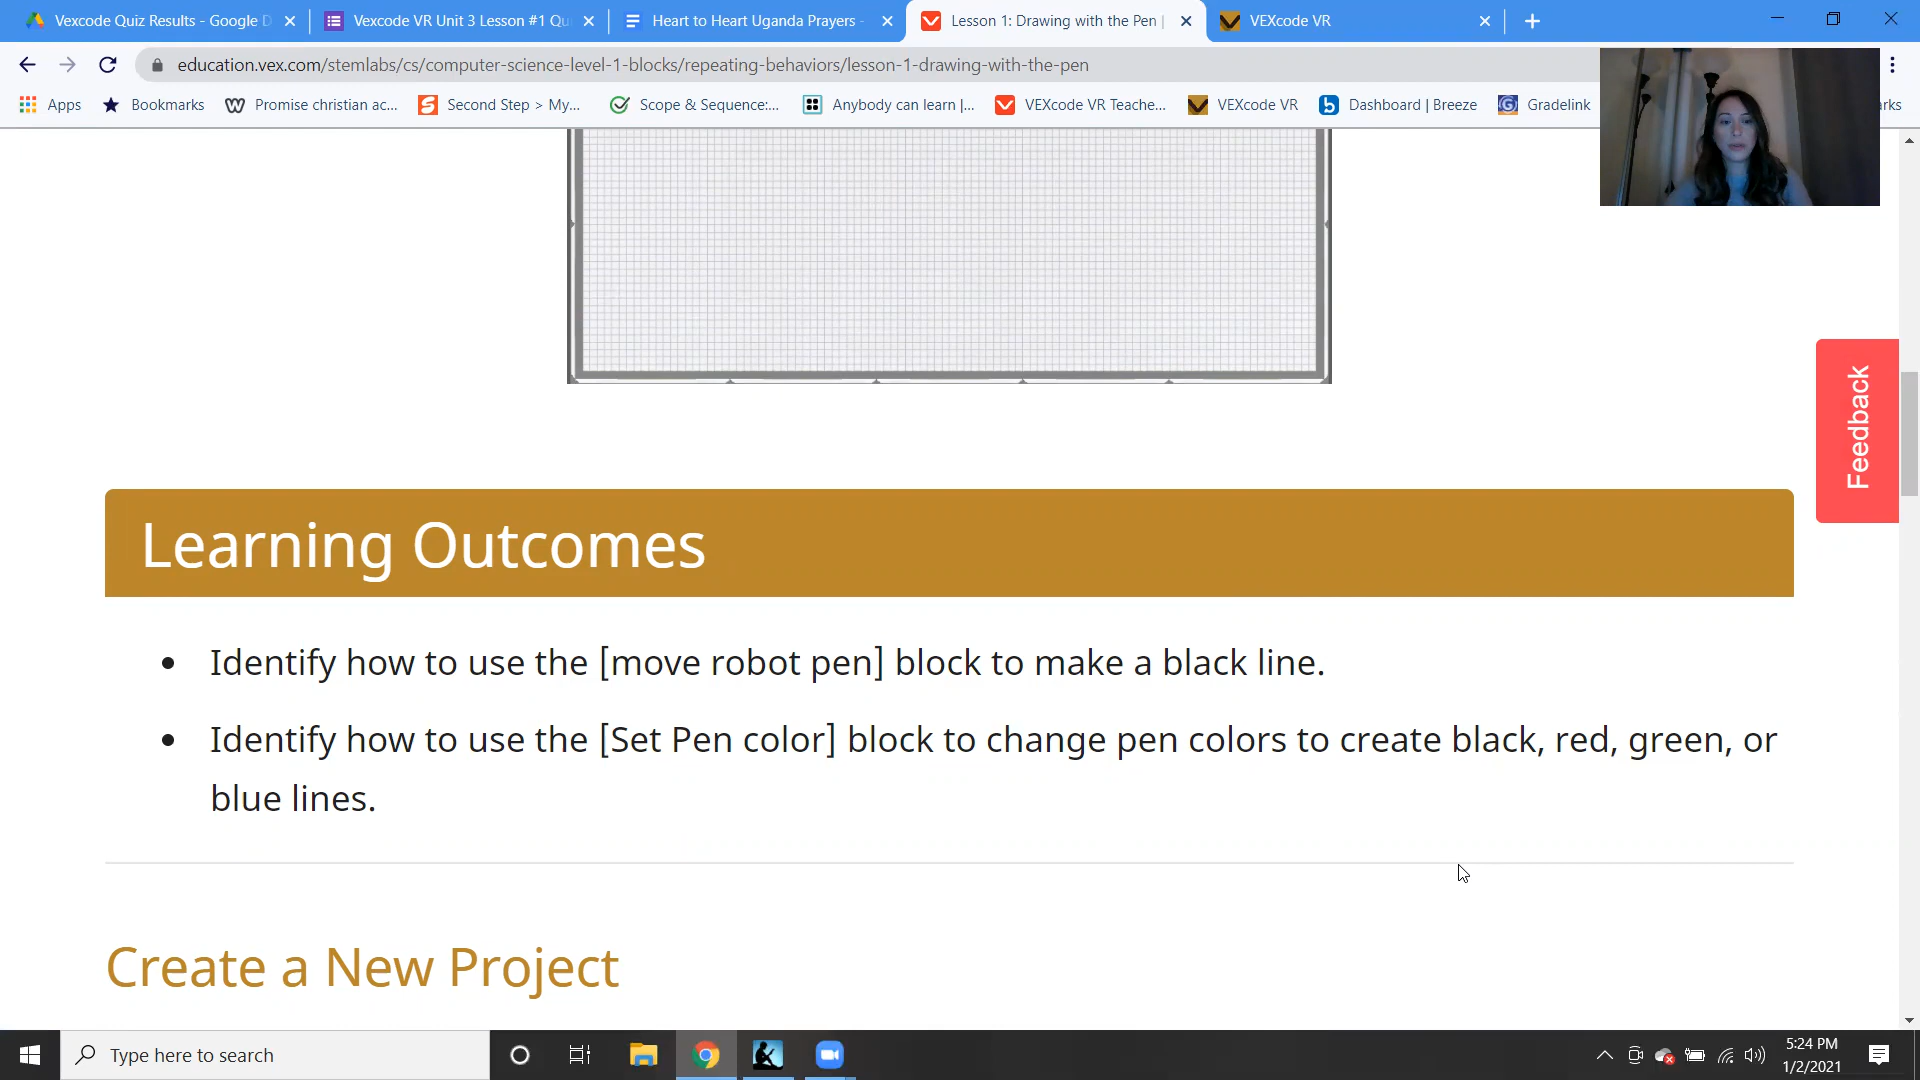 Vexcode Quiz Results - Google D
Vexcode VR Unit 3 Lesson #1 Qu
Heart to Heart Uganda Prayers -
Lesson 1: Drawing with the Pen |
VEXcode VR
education.vex.com/stemlabs/cs/computer-science-level-1-blocks/repeating-behaviors/lesson-1-drawing-with-the-pen
Apps
Bookmarks
Promise christian ac...
Second Step > My...
Scope & Sequence:...
Anybody can learn |...
VEXcode VR Teache...
VEXcode VR
Dashboard | Breeze
Gradelink
rks
Feedback
Learning Outcomes
• Identify how to use the [move robot pen] block to make a black line.
• Identify how to use the [Set Pen color] block to change pen colors to create black, red, green, or
blue lines.
Create a New Project
Type here to search
5:24 PM
1/2/2021